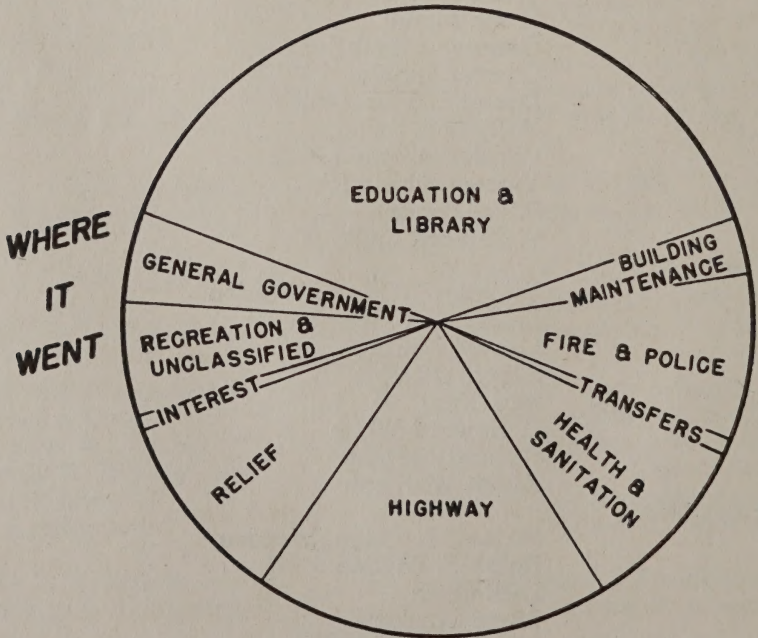 WHERE
IT
WENT
EDUCATION &
LIBRARY
BUILDING
MAINTENANCE
FIRE & POLICE
TRANSFERS
HEALTH &
SANITATION
HIGHWAY
RELIEF
INTEREST
RECREATION &
UNCLASSIFIED
GENERAL GOVERNMENT